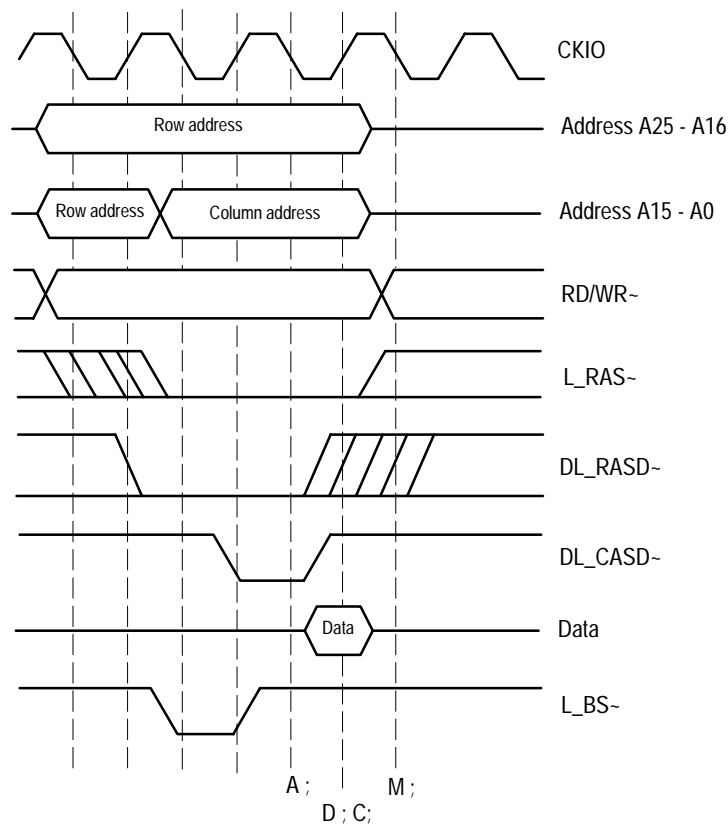 CKIO
Row address
Address A25 - A16
Row address
Column address
Address A15 - A0
RD/WR~
L_RAS~
DL_RASD~
DL_CASD~
Data
Data
L_BS~
A ;
M ;
D ; C;